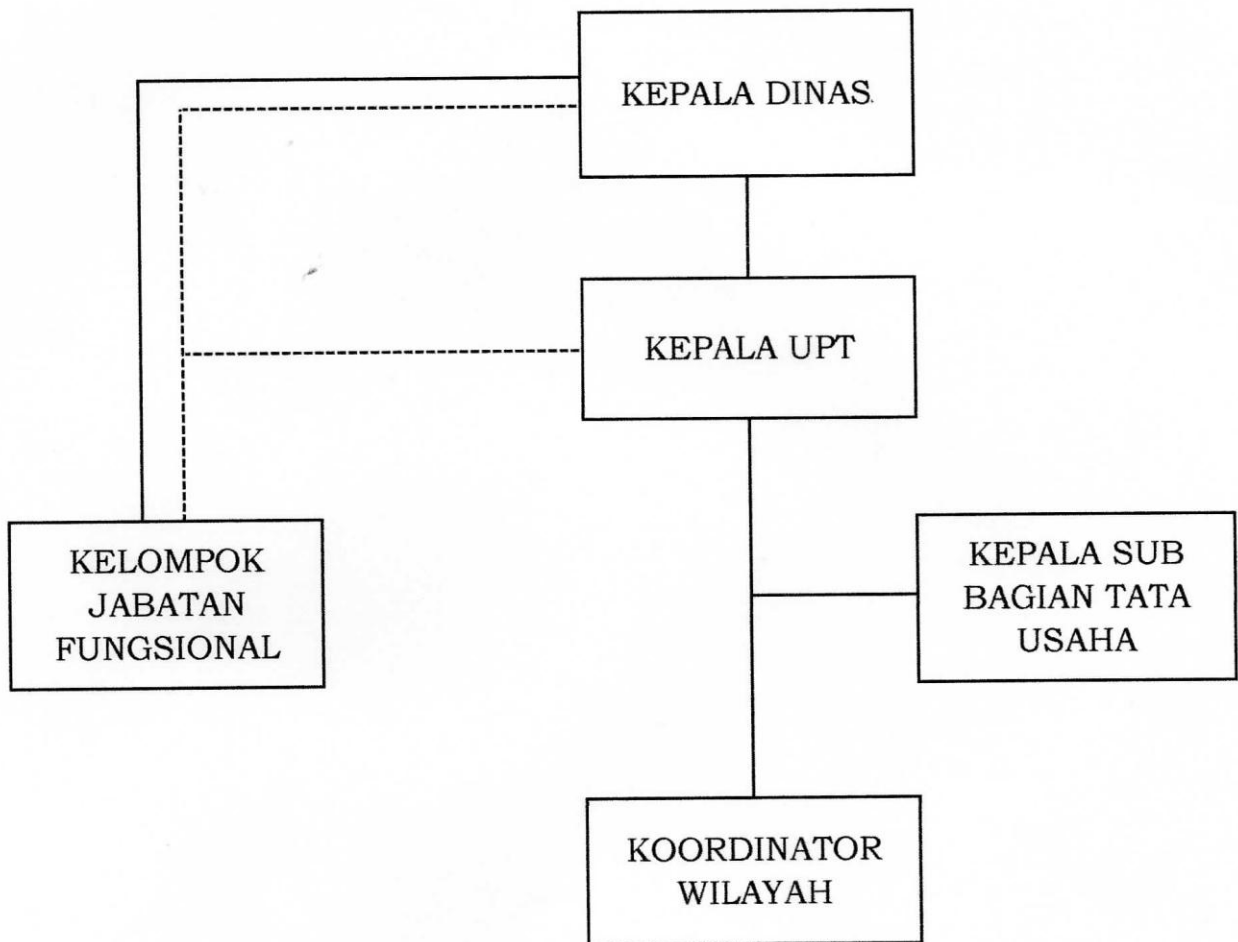 KEPALA DINAS
KEPALA UPT
KELOMPOK
JABATAN
FUNGSIONAL
KEPALA SUB
BAGIAN TATA
USAHA
KOORDINATOR
WILAYAH